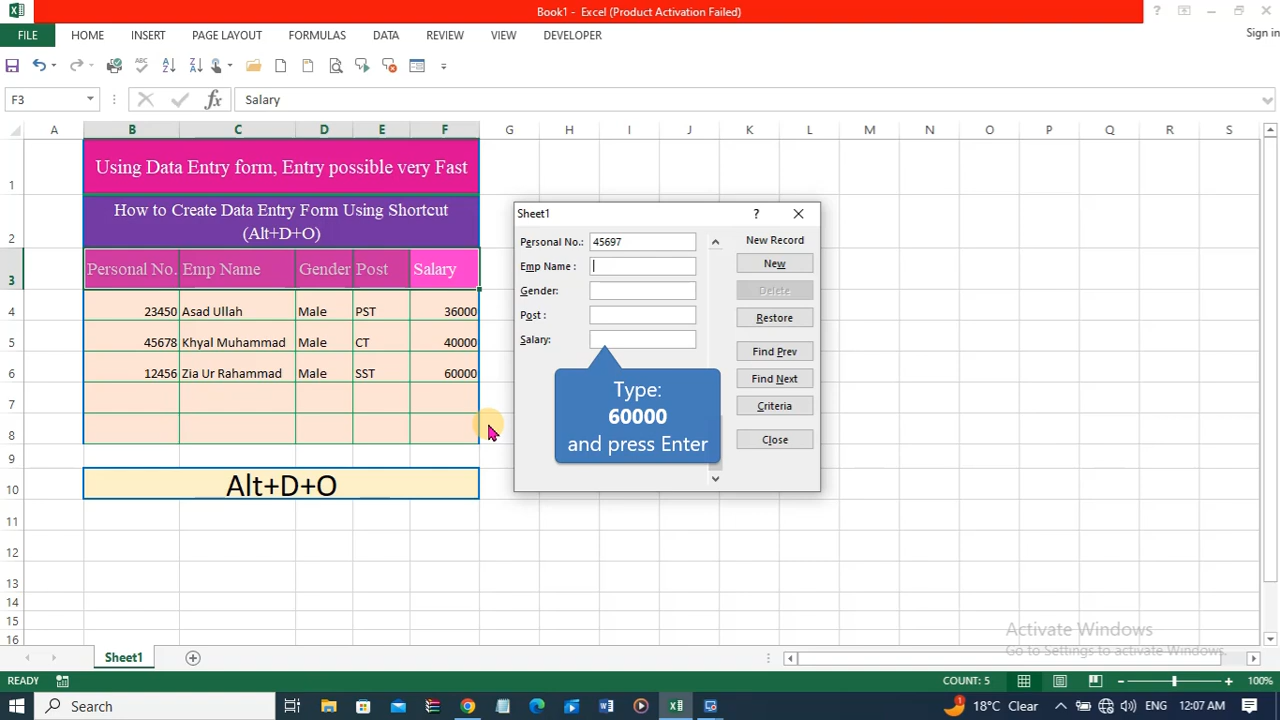 Book1 - Excel (Product Activation Failed)
FILE HOME INSERT PAGE LAYOUT FORMULAS DATA REVIEW VIEW DEVELOPER
Sign in
F3 fx Salary
A B C D E F G H I J K L M N O P Q R S
1 Using Data Entry form, Entry possible very Fast
How to Create Data Entry Form Using Shortcut
2 (Alt+D+O)
3 Personal No. Emp Name Gender Post Salary
4 23450 Asad Ullah Male PST 36000
5 45678 Khyal Muhammad Male CT 40000
6 12456 Zia Ur Rahammad Male SST 60000
7
8
9
10 Alt+D+O
11
12
13
14
15
16
Sheet1 ?
Personal No.: 45697
Emp Name :
Gender:
Post :
Salary:
New Record
New
Delete
Restore
Find Prev
Find Next
Criteria
Close
Type:
60000
and press Enter
Activate Windows
Go to Settings to activate Windows.
Sheet1
READY COUNT: 5 100%
Search 18°C Clear ENG 12:07 AM